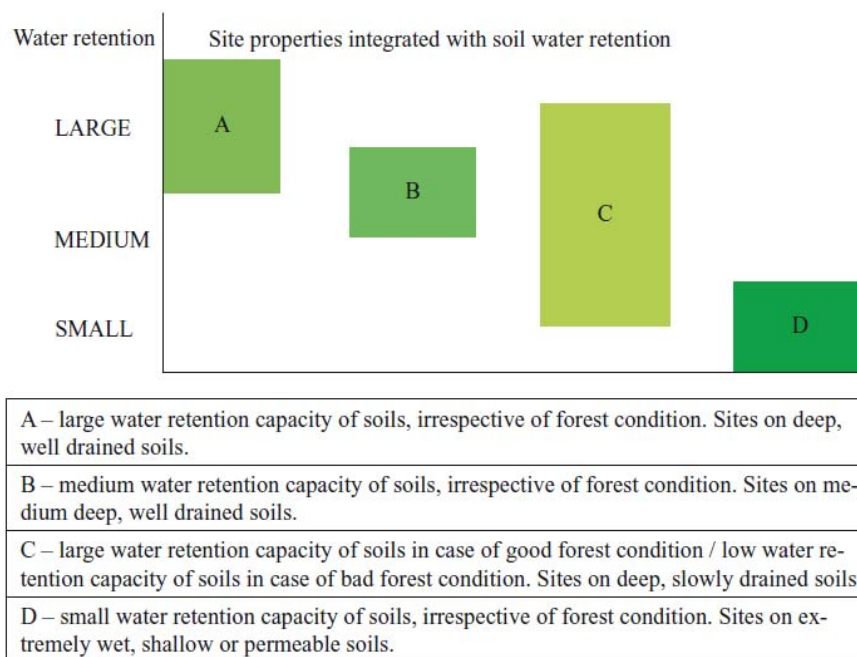 Water retention
Site properties integrated with soil water retention
LARGE
A
B
MEDIUM
C
SMALL
D
A – large water retention capacity of soils, irrespective of forest condition. Sites on deep,
well drained soils.
B – medium water retention capacity of soils, irrespective of forest condition. Sites on me-
dium deep, well drained soils.
C – large water retention capacity of soils in case of good forest condition / low water re-
tention capacity of soils in case of bad forest condition. Sites on deep, slowly drained soils
D – small water retention capacity of soils, irrespective of forest condition. Sites on ex-
tremely wet, shallow or permeable soils.